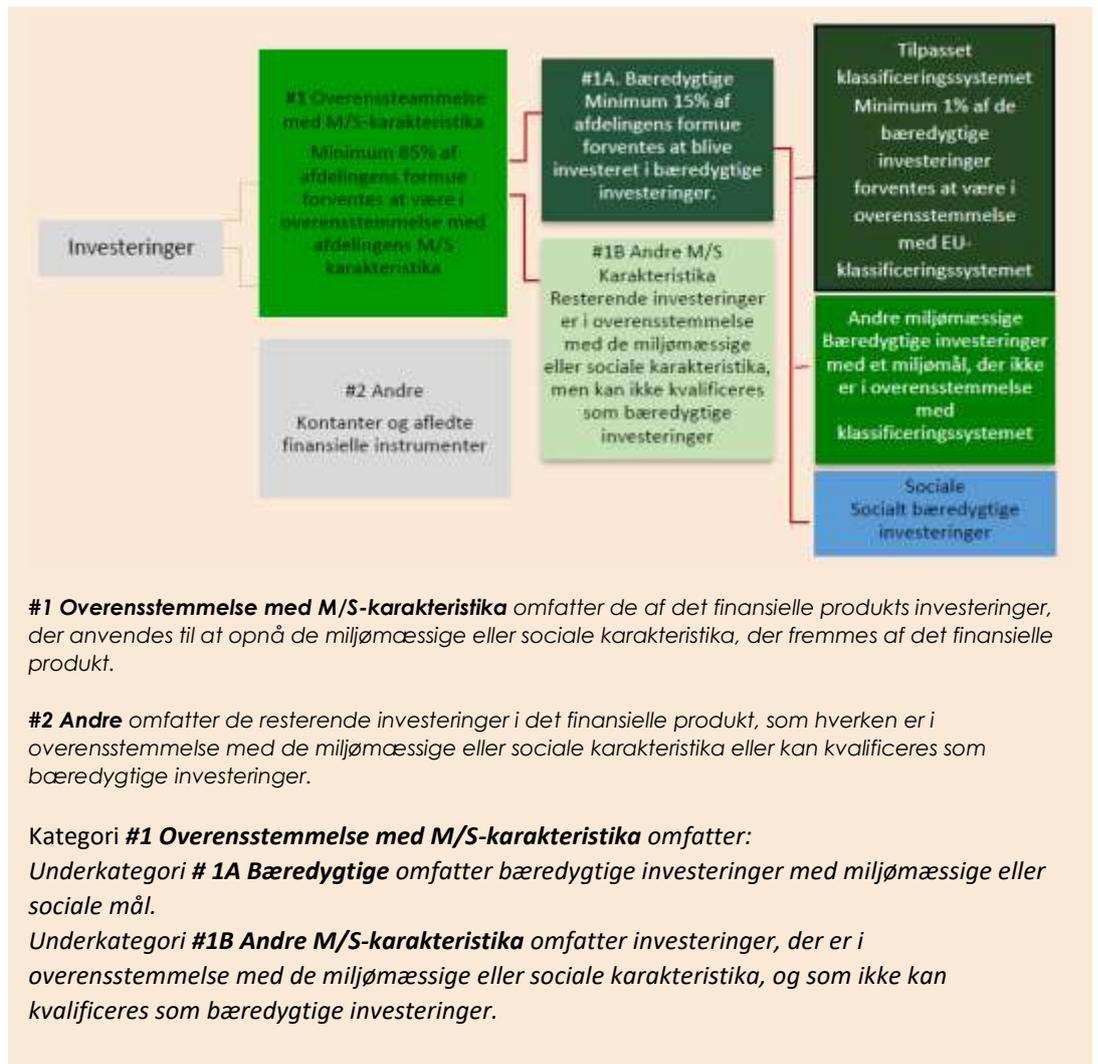 Investeringer
#1 Overenssteammelse
med M/S-karakteristika
Minimum 85% af
afdelingens formue
forventes at være i
overensstemmelse med
afdelingens M/S
karakteristika
#2 Andre
Kontanter og afledte
finansielle instrumenter
#1A. Bæredygtige
Minimum 15% af
afdelingens formue
forventes at blive
investeret i bæredygtige
investeringer.
#1B Andre M/S
Karakteristika
Resterende investeringer
er i overensstemmelse
med de miljømæssige
eller sociale karakteristika,
men kan ikke kvalificeres
som bæredygtige
investeringer
Tilpasset
klassificeringssystemet
Minimum 1% af de
bæredygtige
investeringer
forventes at være i
overensstemmelse
med EU-
klassificeringssystemet
Andre miljømæssige
Bæredygtige investeringer
med et miljømål, der ikke
er i overensstemmelse
med
klassificeringssystemet
Sociale
Socialt bæredygtige
investeringer
#1 Overensstemmelse med M/S-karakteristika omfatter de af det finansielle produkts investeringer,
der anvendes til at opnå de miljømæssige eller sociale karakteristika, der fremmes af det finansielle
produkt.
#2 Andre omfatter de resterende investeringer i det finansielle produkt, som hverken er i
overensstemmelse med de miljømæssige eller sociale karakteristika eller kan kvalificeres som
bæredygtige investeringer.
Kategori #1 Overensstemmelse med M/S-karakteristika omfatter:
Underkategori # 1A Bæredygtige omfatter bæredygtige investeringer med miljømæssige eller
sociale mål.
Underkategori #1B Andre M/S-karakteristika omfatter investeringer, der er i
overensstemmelse med de miljømæssige eller sociale karakteristika, og som ikke kan
kvalificeres som bæredygtige investeringer.